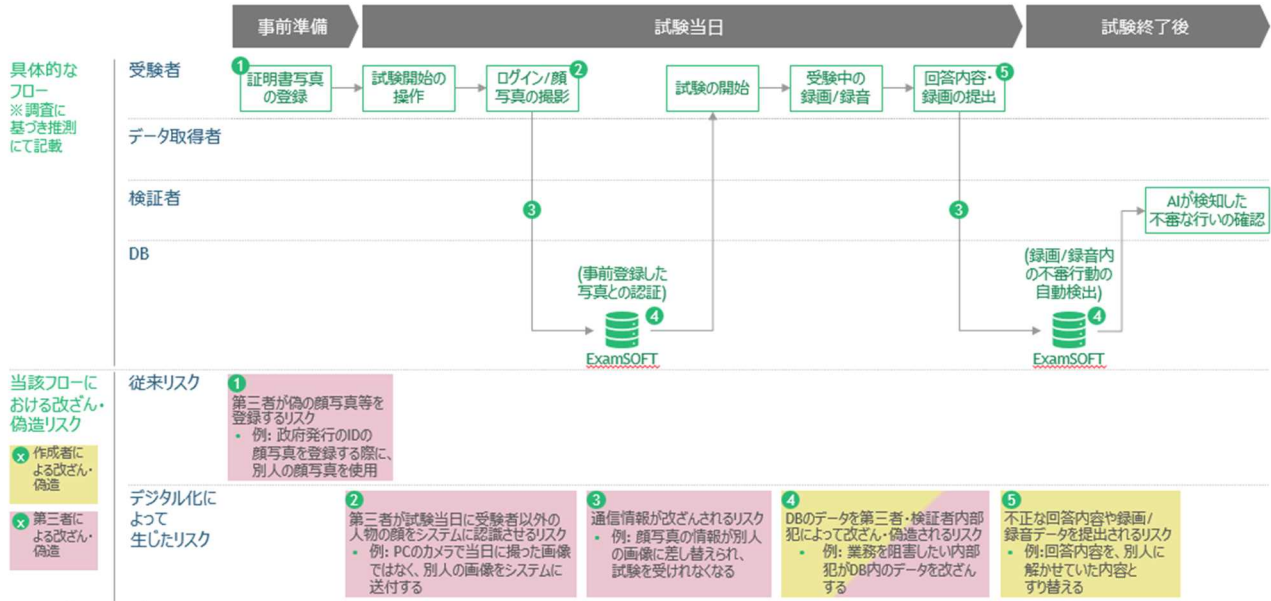 事前準備
試験当日
試験終了後
具体的な
フロー
※調査に
基づき推測
にて記載
受験者
1
証明書写真
の登録
試験開始の
操作
2
ログイン/顔
写真の撮影
試験の開始
受験中の
録画/録音
5
回答内容・
録画の提出
データ取得者
検証者
3
3
AIが検知した
不審な行いの確認
DB
(事前登録した
写真との認証)
4
ExamSOFT
(録画/録音内
の不審行動の
自動検出)
4
ExamSOFT
当該フローに
おける改ざん・
偽造リスク
x 作成者に
よる改ざん・
偽造
x 第三者に
よる改ざん・
偽造
従来リスク
1
第三者が偽の顔写真等を
登録するリスク
• 例: 政府発行のIDの
顔写真を登録する際に、
別人の顔写真を使用
デジタル化に
よって
生じたリスク
2
第三者が試験当日に受験者以外の
人物の顔をシステムに認識させるリスク
• 例: PCのカメラで当日に撮った画像
ではなく、別人の画像をシステムに
送付する
3
通信情報が改ざんされるリスク
• 例: 顔写真の情報が別人
の画像に差し替えられ、
試験を受けれなくなる
4
DBのデータを第三者・検証者内部
犯によって改ざん・偽造されるリスク
• 例: 業務を阻害したい内部
犯がDB内のデータを改ざん
する
5
不正な回答内容や録画/
録音データを提出されるリスク
• 例:回答内容を、別人に
解かせていた内容と
すり替える